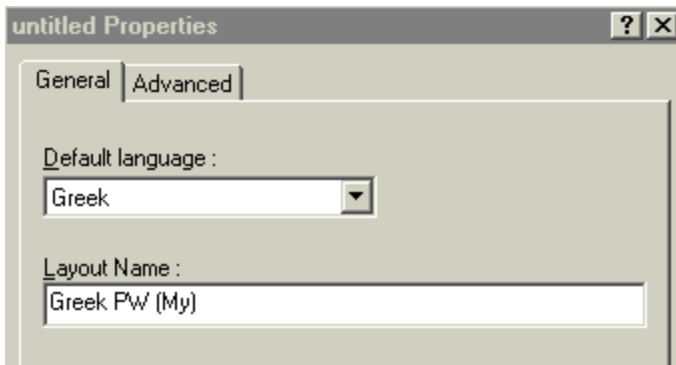 untitled Properties
General Advanced
Default language :
Greek
Layout Name :
Greek PW (My)